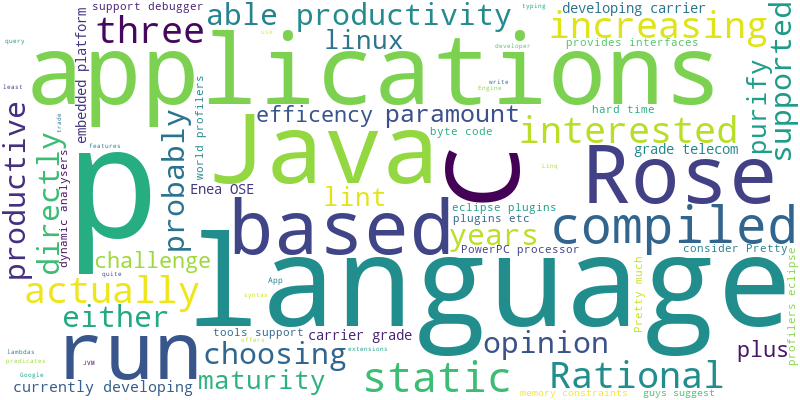 support debugger
query
three
able productivity
developing carrier
increasing
linux
provides interfaces
embedded platform
applications
supported
least
write
developer
typing
use
Engine
world profilers
productive
trade
efficency
paramount
hard time
purify
directly
probably
Java
byte code
interested
grade telecom
features
p
c
Linq
dynamic analysers
Enea OSE
lint
Rose
eclipse plugins
plugins etc
based
compiled
years
PowerPC processor
consider Pretty
challenge
quite
language
App
actually
syntax
Pretty much
profilers eclipse
either
tools support
carrier grade
offers
opinion
run
choosing
extensions
plus
lambdas
predicates
JVM
Google
maturity
static
Rational
currently developing
memory constraints
guys suggest